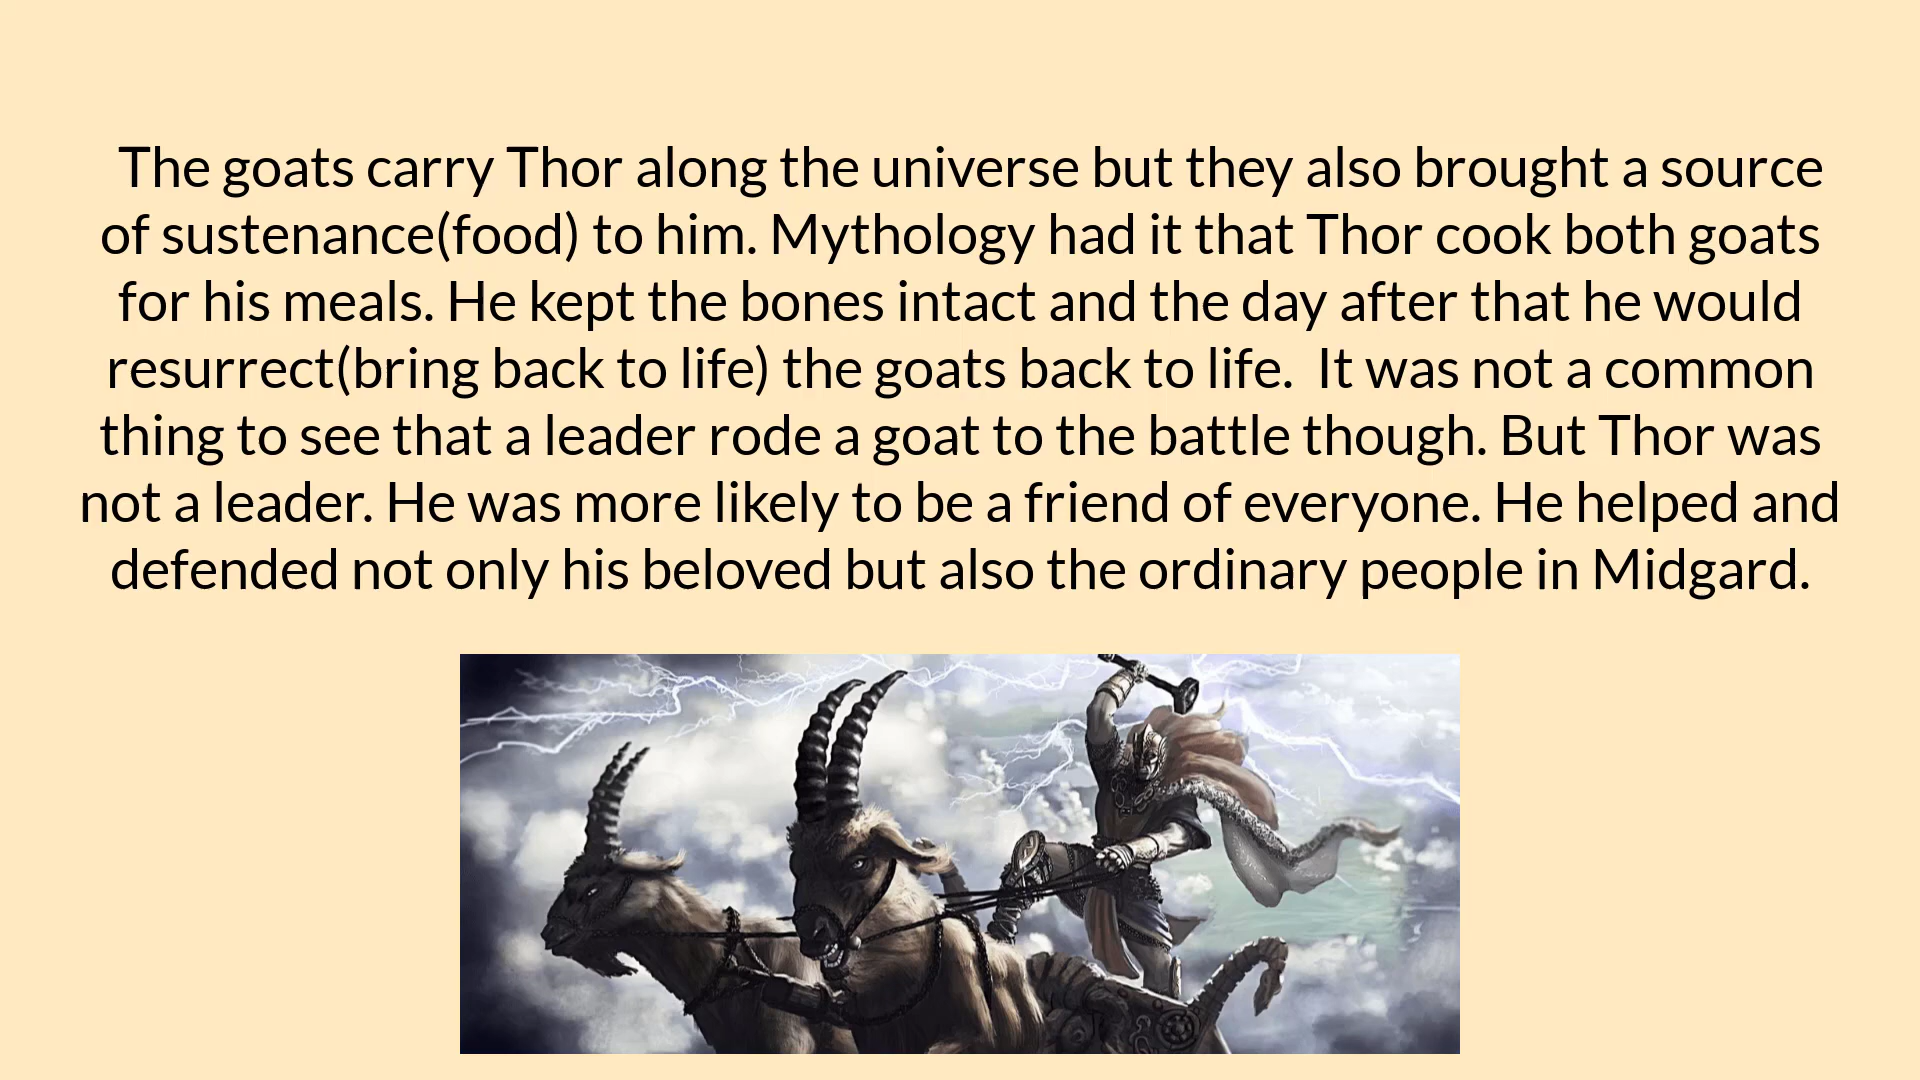 The goats carry Thor along the universe but they also brought a source
of sustenance(food) to him. Mythology had it that Thor cook both goats
for his meals. He kept the bones intact and the day after that he would
resurrect(bring back to life) the goats back to life.  It was not a common
thing to see that a leader rode a goat to the battle though. But Thor was
not a leader. He was more likely to be a friend of everyone. He helped and
defended not only his beloved but also the ordinary people in Midgard.